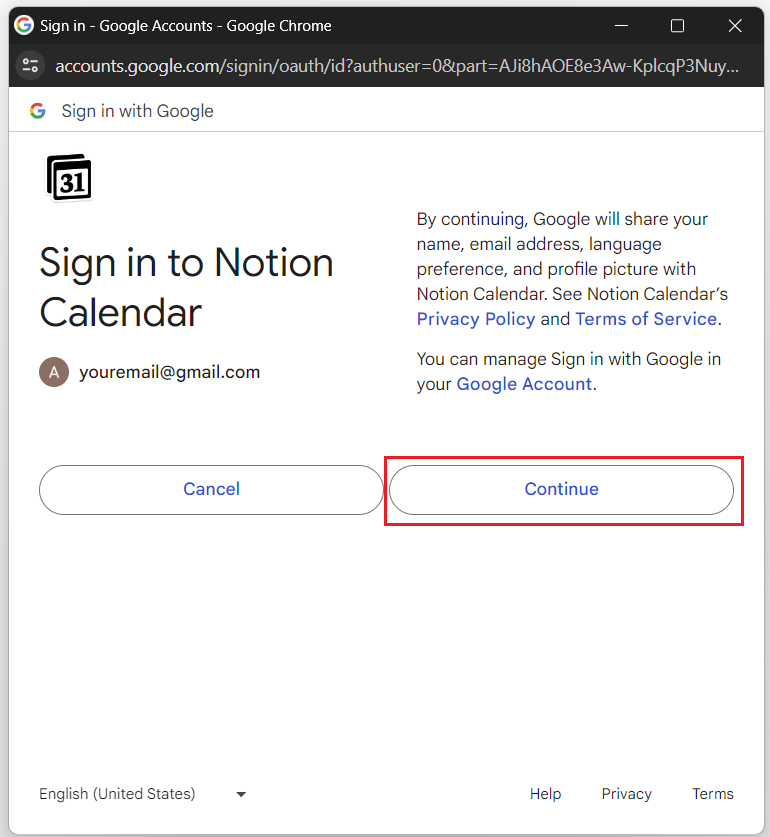 Sign in - Google Accounts - Google Chrome
accounts.google.com/signin/oauth/id?authuser=0&part=AJi8hAOE8e3Aw-KplcqP3Nuy...
Sign in with Google
31
Sign in to Notion
Calendar
A youremail@gmail.com
By continuing, Google will share your
name, email address, language
preference, and profile picture with
Notion Calendar. See Notion Calendar’s
Privacy Policy and Terms of Service.
You can manage Sign in with Google in
your Google Account.
Cancel
Continue
English (United States)
Help
Privacy
Terms